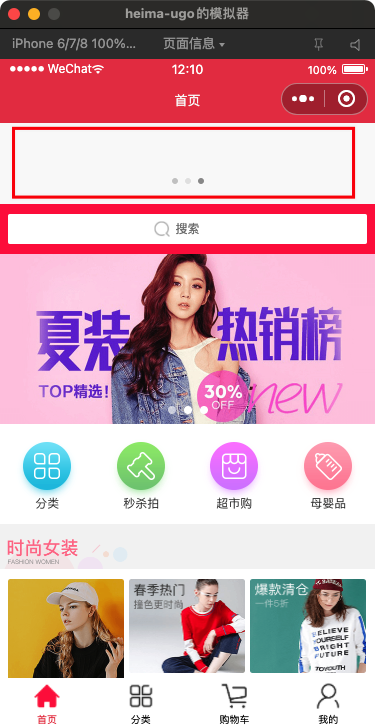 heima-ugo的模拟器
iPhone 6/7/8 100%... 页面信息
WeChat 12:10 100%
首页
搜索
夏装 热销榜
TOP精选！ 30% new
OFF
分类 秒杀拍 超市购 母婴品
时尚女装
FASHION WOMEN
春季热门 爆款清仓
撞色更时尚 一件5折
BELIEVE
YOURSELF
BRIGHT
FUTURE
TOYOUTH
首页 分类 购物车 我的